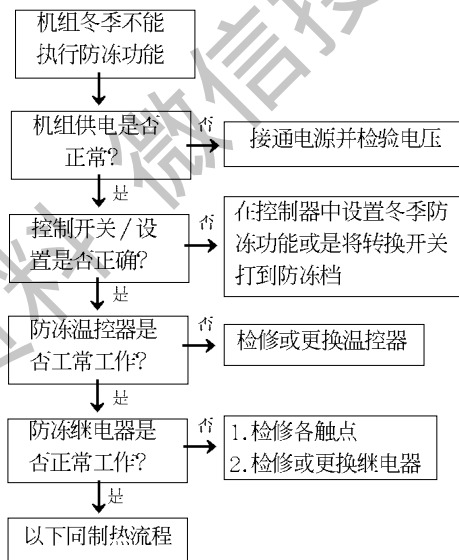 机组冬季不能
执行防冻功能
机组供电是否
正常?
否
接通电源并检验电压
是
控制开关/设
置是否正确?
否
在控制器中设置冬季防
冻功能或是将转换开关
打到防冻档
是
防冻温控器是
否工常工作?
否
检修或更换温控器
是
防冻继电器是
否正常工作?
否
1.检修各触点
2.检修或更换继电器
是
以下同制热流程
料 微信搜